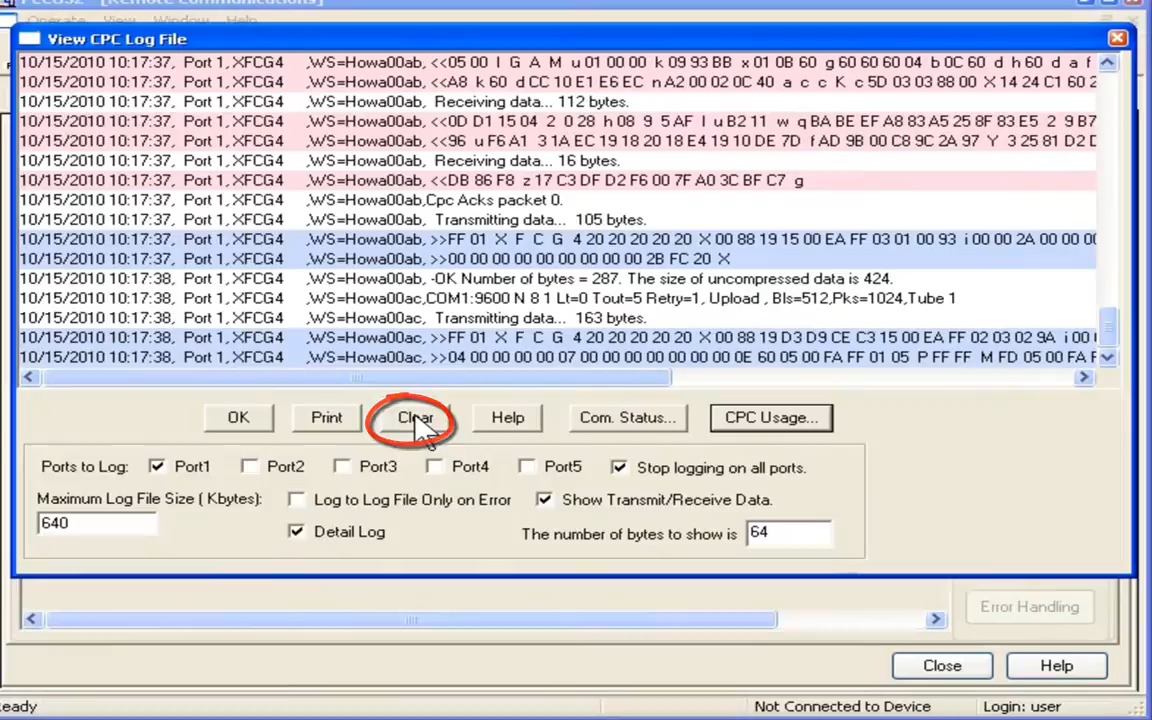 PCCU32 - [Remote Communications]
Operate View Window Help
View CPC Log File
10/15/2010 10:17:37, Port 1, XFCG4 ,WS=Howa00ab, <<05 00 I G A M u 01 00 00 k 09 93 BB x 01 0B 60 g 60 60 60 04 b 0C 60 d h 60 d a f
10/15/2010 10:17:37, Port 1, XFCG4 ,WS=Howa00ab, <<A8 k 60 d CC 10 E1 E6 EC n A2 00 02 0C 40 a c c K c 5D 03 03 88 00 X 14 24 C1 60 2
10/15/2010 10:17:37, Port 1, XFCG4 ,WS=Howa00ab, Receiving data... 112 bytes.
10/15/2010 10:17:37, Port 1, XFCG4 ,WS=Howa00ab, <<0D D1 15 04 2 0 28 h 08 9 5 AF l u B2 11 w q BA BE EF A8 83 A5 25 8F 83 E5 2 9 B7
10/15/2010 10:17:37, Port 1, XFCG4 ,WS=Howa00ab, <<96 u F6 A1 3 1A EC 19 18 20 18 E4 19 10 DE 7D f AD 9B 00 C8 9C 2A 97 Y 3 25 81 D2
10/15/2010 10:17:37, Port 1, XFCG4 ,WS=Howa00ab, Receiving data... 16 bytes.
10/15/2010 10:17:37, Port 1, XFCG4 ,WS=Howa00ab, <<DB 86 F8 z 17 C3 DF D2 F6 00 7F A0 3C BF C7 g
10/15/2010 10:17:37, Port 1, XFCG4 ,WS=Howa00ab,Cpc Acks packet 0.
10/15/2010 10:17:37, Port 1, XFCG4 ,WS=Howa00ab, Transmitting data... 105 bytes.
10/15/2010 10:17:37, Port 1, XFCG4 ,WS=Howa00ab, >>FF 01 X F C G 4 20 20 20 20 20 X 00 88 19 15 00 EA FF 03 01 00 93 i 00 00 2A 00 00 00
10/15/2010 10:17:37, Port 1, XFCG4 ,WS=Howa00ab, >>00 00 00 00 00 00 00 00 00 2B FC 20 X
10/15/2010 10:17:38, Port 1, XFCG4 ,WS=Howa00ab, -OK Number of bytes = 287. The size of uncompressed data is 424.
10/15/2010 10:17:38, Port 1, XFCG4 ,WS=Howa00ac,COM1:9600 N 8 1 Lt=0 Tout=5 Retry=1, Upload , Bls=512,Pks=1024,Tube 1
10/15/2010 10:17:38, Port 1, XFCG4 ,WS=Howa00ac, Transmitting data... 163 bytes.
10/15/2010 10:17:38, Port 1, XFCG4 ,WS=Howa00ac, >>FF 01 X F C G 4 20 20 20 20 20 X 00 88 19 D3 D9 CE C3 15 00 EA FF 02 03 02 9A i 00
10/15/2010 10:17:38, Port 1, XFCG4 ,WS=Howa00ac, >>04 00 00 00 00 07 00 00 00 00 00 00 00 0E 60 05 00 FA FF 01 05 P FF FF M FD 05 00 FA F
OK Print Clear Help Com. Status... CPC Usage...
Ports to Log: Port1 Port2 Port3 Port4 Port5 Stop logging on all ports.
Maximum Log File Size ( Kbytes): Log to Log File Only on Error Show Transmit/Receive Data.
640
Detail Log The number of bytes to show is 64
Error Handling
Close Help
eady Not Connected to Device Login: user